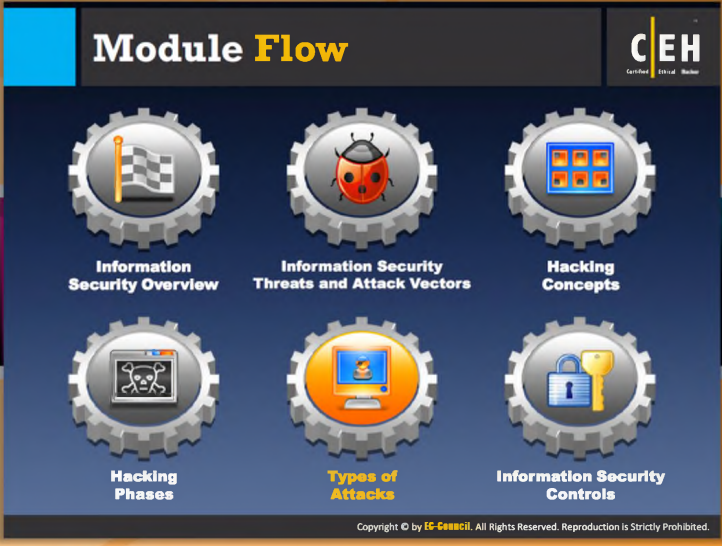 Module Flow
C|EH
Certified Ethical Hacker
Information
Security Overview
Information Security
Threats and Attack Vectors
Hacking
Concepts
Hacking
Phases
Types of
Attacks
Information Security
Controls
Copyright © by EC-Council. All Rights Reserved. Reproduction is Strictly Prohibited.